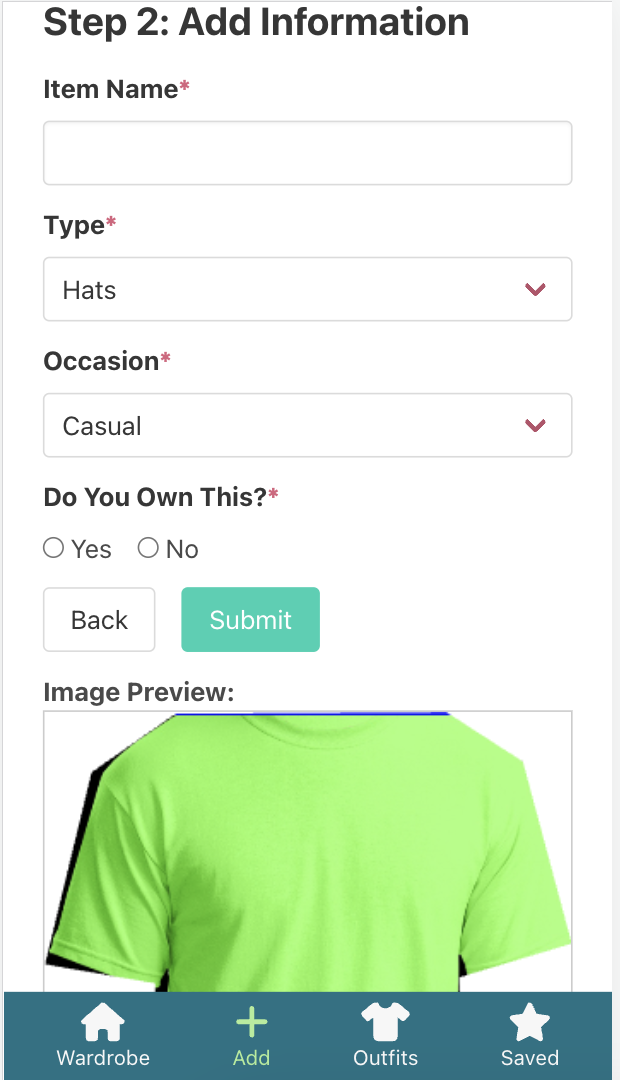 Step 2: Add Information
Item Name*
Type*
Hats
Occasion*
Casual
Do You Own This?*
Yes No
Back Submit
Image Preview:
Wardrobe Add Outfits Saved